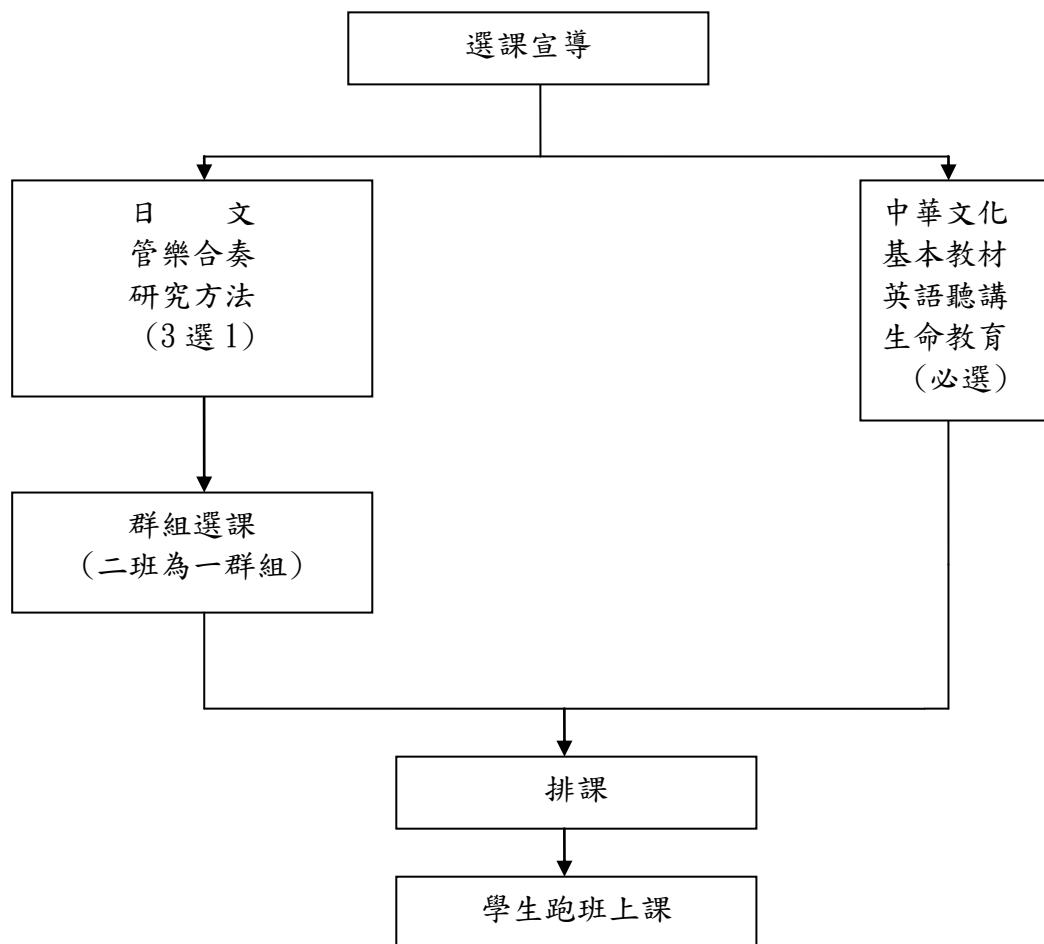 選課宣導
日　　文
管樂合奏
研究方法
(3 選 1)
中華文化
基本教材
英語聽講
生命教育
(必選)
群組選課
(二班為一群組)
排課
學生跑班上課